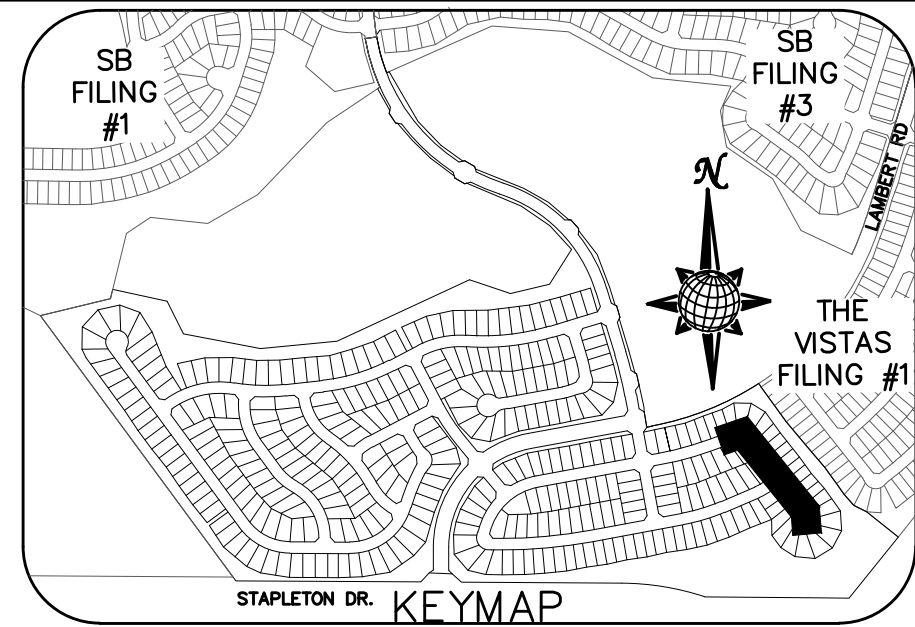 SB
FILING
#1
SB
FILING
#3
LAMBERT RD
N
THE
VISTAS
FILING #1
STAPLETON DR.
KEYMAP